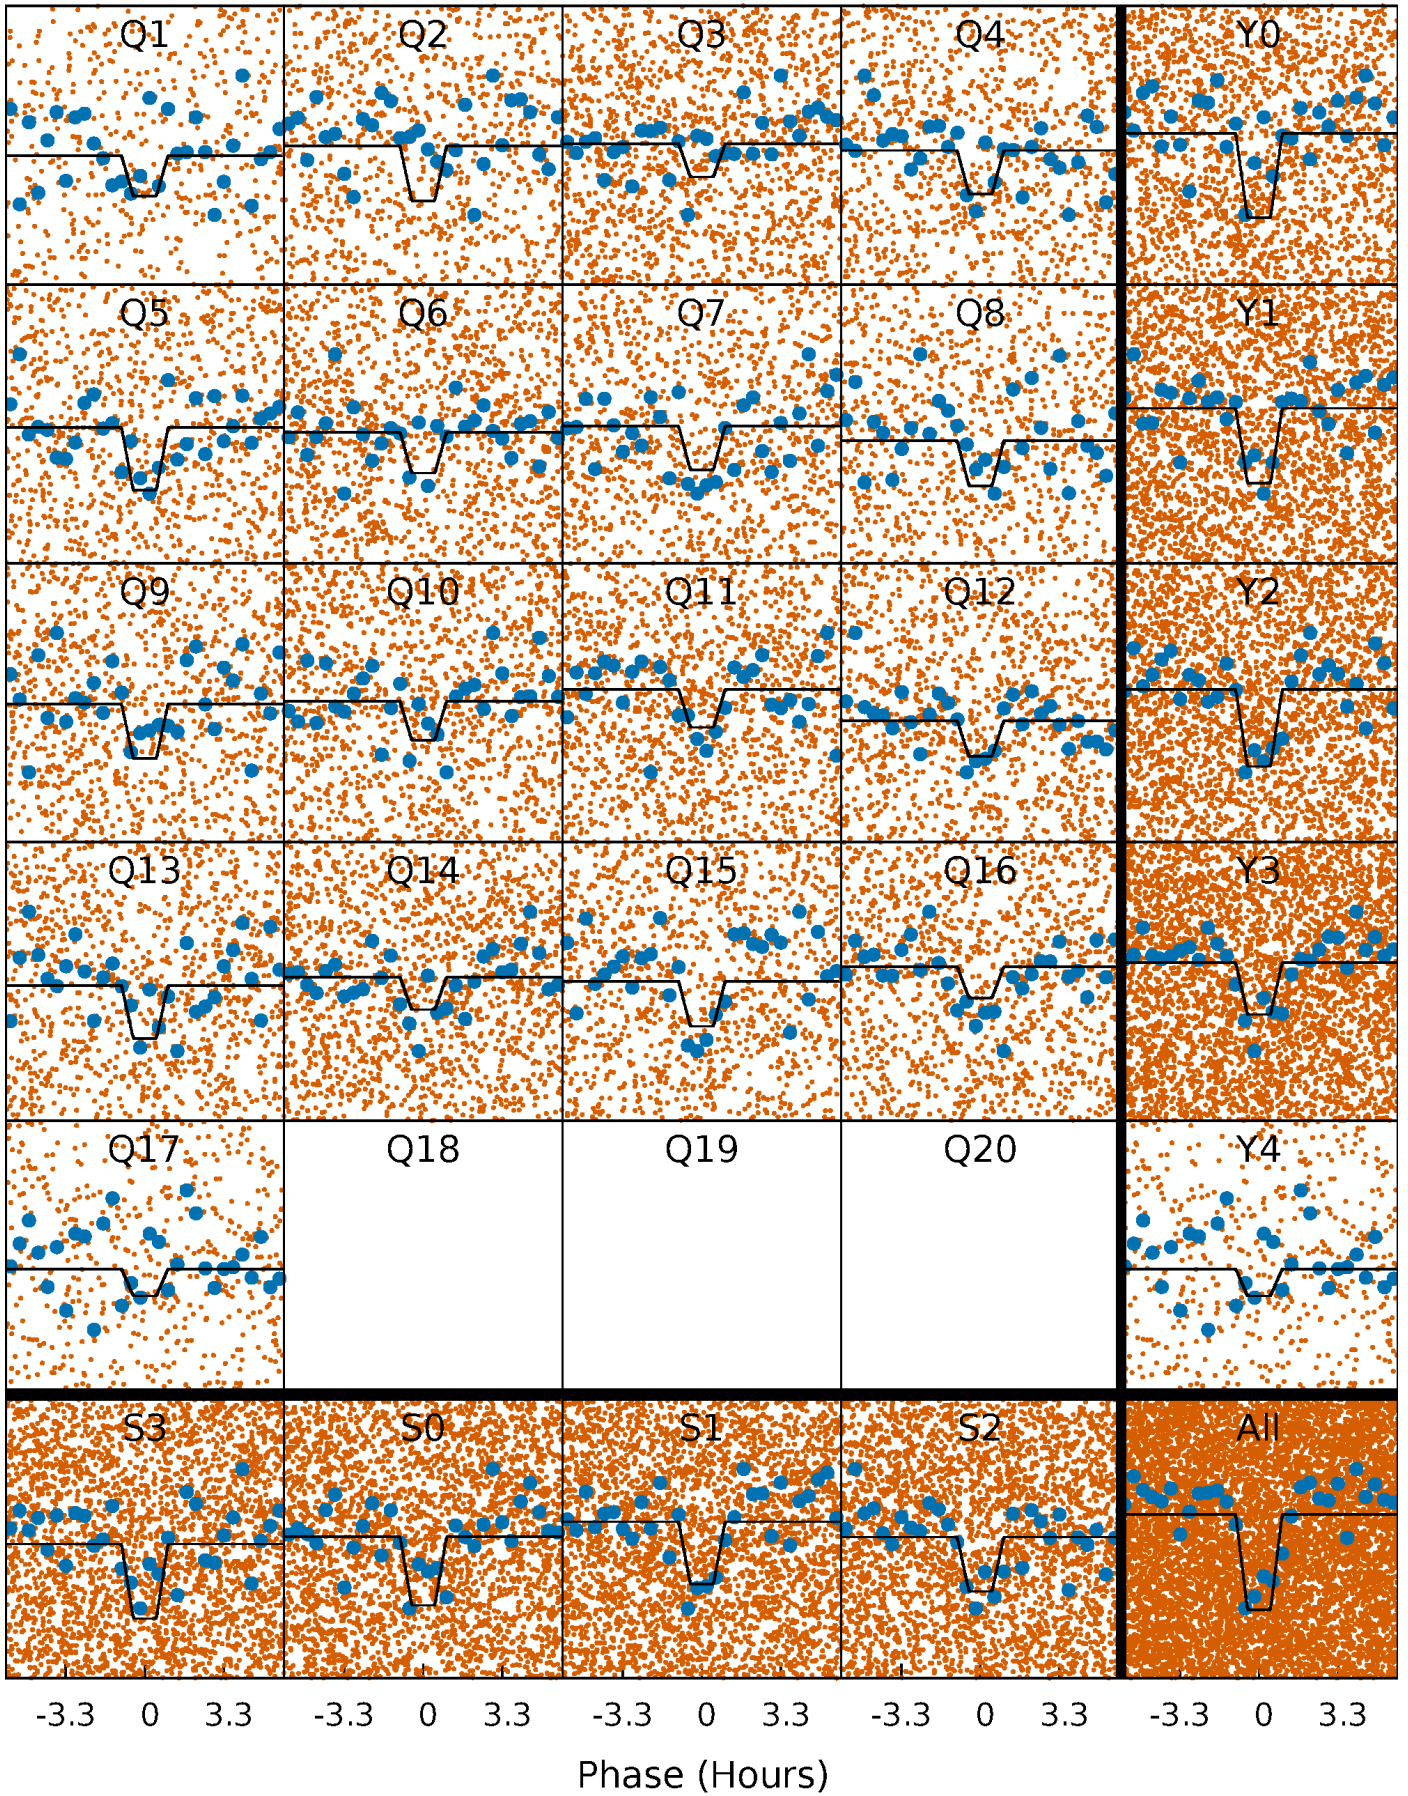 Q1 Q2 Q3 Q4 Y0
Q5 Q6 Q7 Q8 Y1
Q9 Q10 Q11 Q12 Y2
Q13 Q14 Q15 Q16 Y3
Q17 Q18 Q19 Q20 Y4
S3 S0 S1 S2 All
-3.3 0 3.3 -3.3 0 3.3 -3.3 0 3.3 -3.3 0 3.3 -3.3 0 3.3
Phase (Hours)